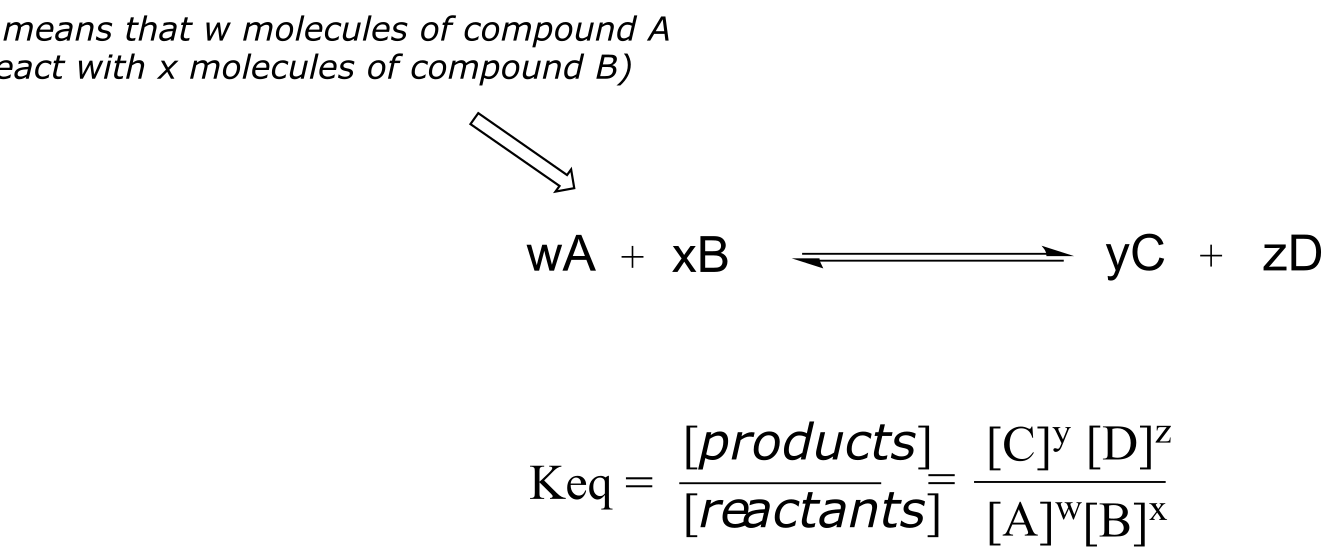 means that w molecules of compound A
eact with x molecules of compound B)
wA + xB ⇌ yC + zD
Keq = [products] / [reactants] = [C]ʸ [D]ᶻ / [A]ʷ[B]ˣ